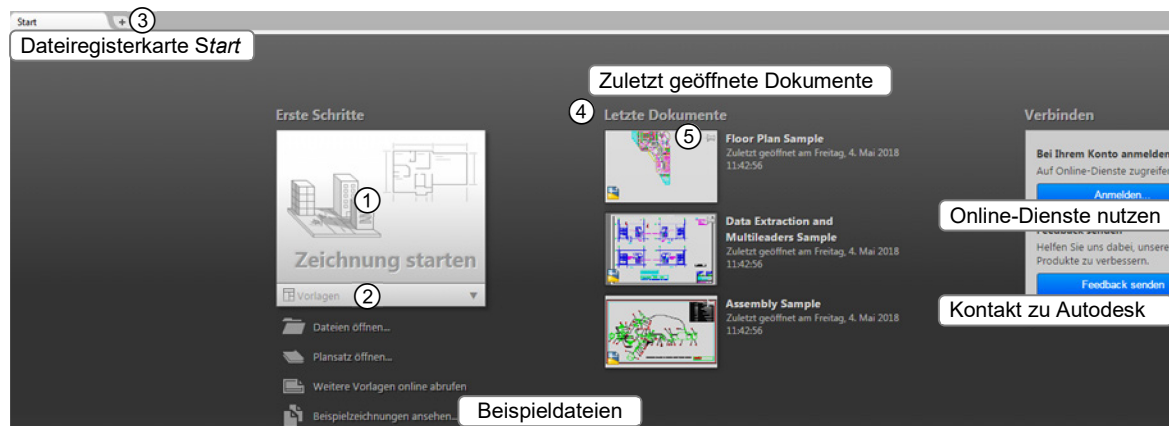 Start + 3
Dateiregisterkarte Start
Zuletzt geöffnete Dokumente
Erste Schritte
4 Letzte Dokumente
Verbinden
1
Zeichnung starten
Vorlagen 2
Dateien öffnen...
Plansatz öffnen...
Weitere Vorlagen online abrufen
Beispielzeichnungen ansehen...
Beispieldateien
5
Floor Plan Sample
Zuletzt geöffnet am Freitag, 4. Mai 2018
11:42:56
Data Extraction and
Multileaders Sample
Zuletzt geöffnet am Freitag, 4. Mai 2018
11:42:56
Assembly Sample
Zuletzt geöffnet am Freitag, 4. Mai 2018
11:42:56
Bei Ihrem Konto anmelden
Auf Online-Dienste zugreifen
Anmelden...
Online-Dienste nutzen
Feedback senden
Helfen Sie uns dabei, unsere
Produkte zu verbessern.
Feedback senden
Kontakt zu Autodesk